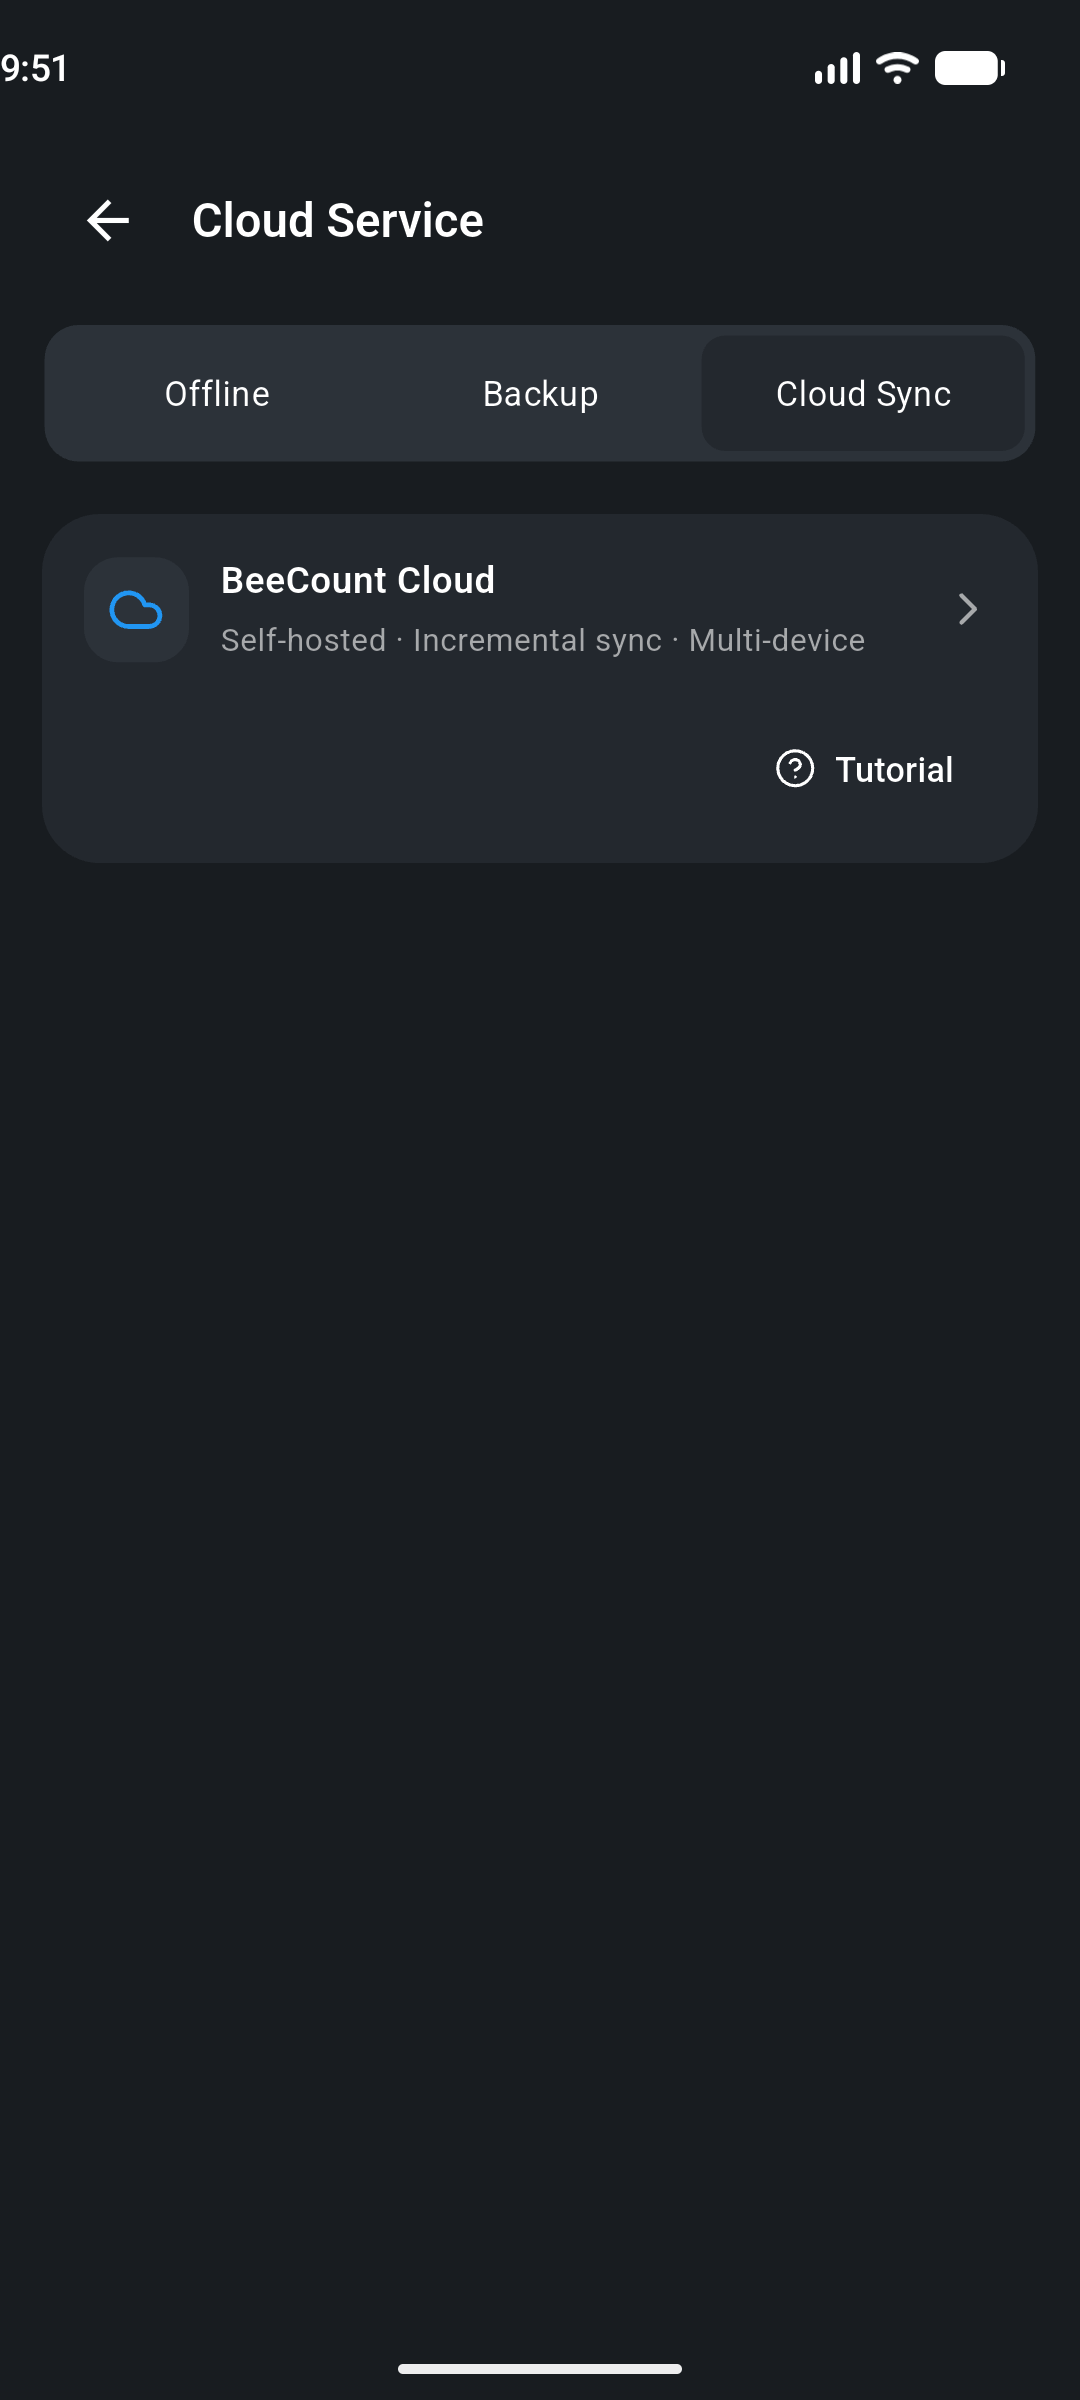 9:51
Cloud Service
Offline Backup Cloud Sync
BeeCount Cloud
Self-hosted · Incremental sync · Multi-device
Tutorial